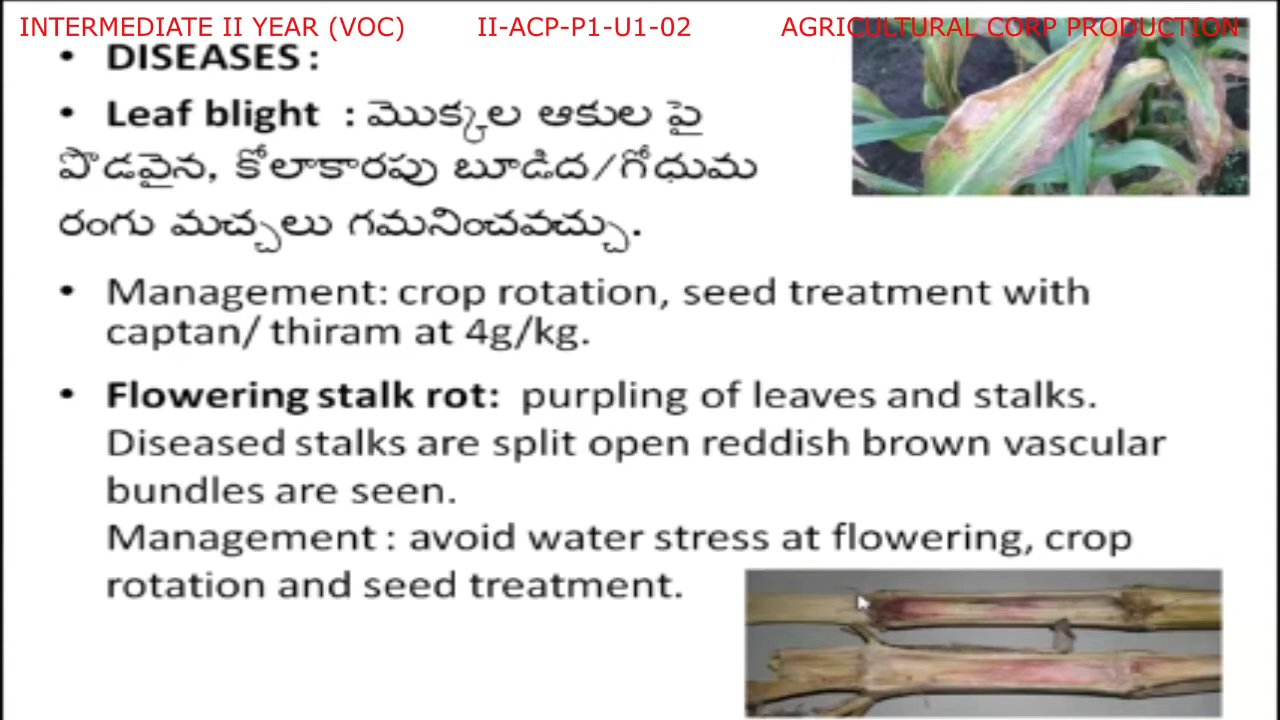 INTERMEDIATE II YEAR (VOC) II-ACP-P1-U1-02 AGRICULTURAL CORP PRODUCTION
• DISEASES :
• Leaf blight : మొక్కల ఆకుల పై
పొడవైన, కోలాకారపు బూడిద/గోధుమ
రంగు మచ్చలు గమనించవచ్చు.
• Management: crop rotation, seed treatment with
captan/ thiram at 4g/kg.
• Flowering stalk rot: purpling of leaves and stalks.
Diseased stalks are split open reddish brown vascular
bundles are seen.
Management : avoid water stress at flowering, crop
rotation and seed treatment.